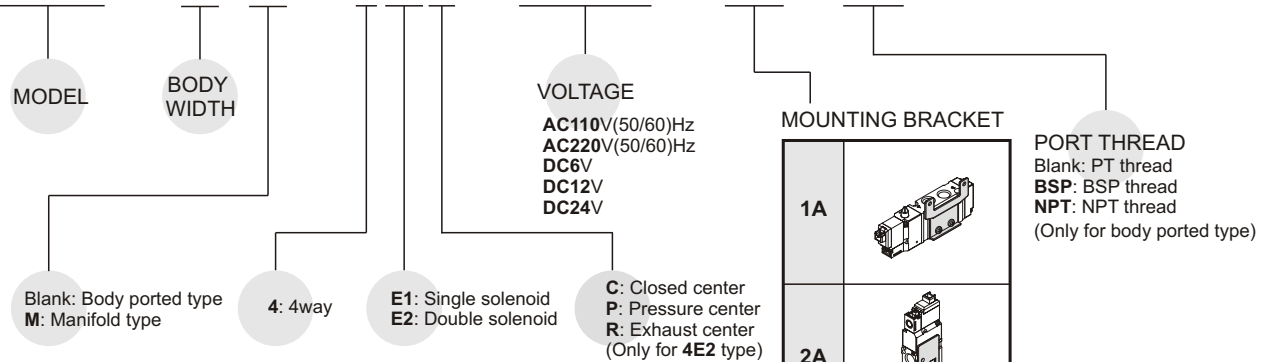 MODEL
BODY
WIDTH
VOLTAGE
AC110V(50/60)Hz
AC220V(50/60)Hz
DC6V
DC12V
DC24V
MOUNTING BRACKET
1A
2A
PORT THREAD
Blank: PT thread
BSP: BSP thread
NPT: NPT thread
(Only for body ported type)
Blank: Body ported type
M: Manifold type
4: 4way
E1: Single solenoid
E2: Double solenoid
C: Closed center
P: Pressure center
R: Exhaust center
(Only for 4E2 type)